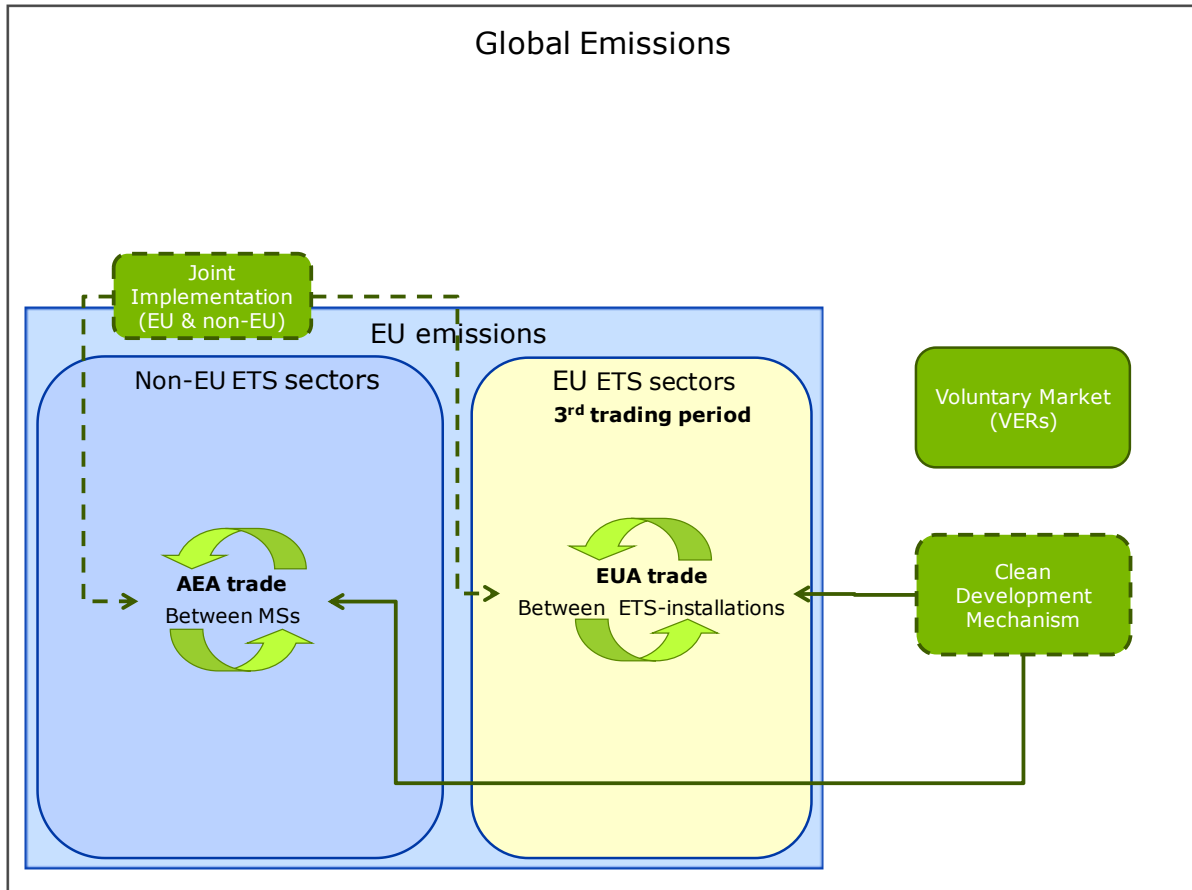 Global Emissions
Joint
Implementation
(EU & non-EU)
EU emissions
Non-EU ETS sectors
EU ETS sectors
3rd trading period
Voluntary Market
(VERs)
AEA trade
Between MSs
EUA trade
Between ETS-installations
Clean
Development
Mechanism